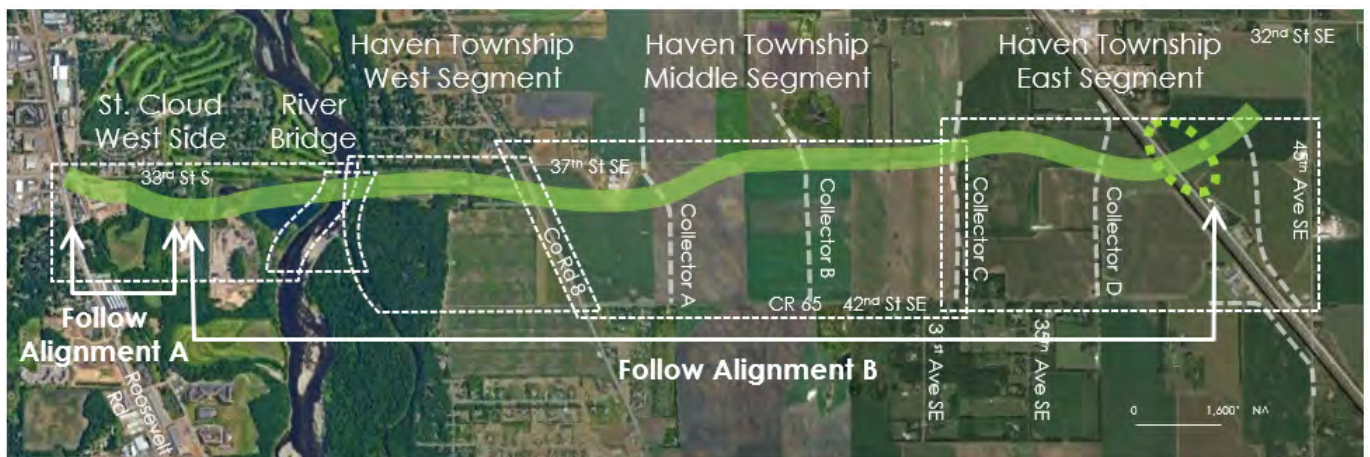 32nd St SE
Haven Township
West Segment
Haven Township
Middle Segment
Haven Township
East Segment
St. Cloud
West Side
River
Bridge
33rd St S.
37th St SE
45th Ave SE
Co Rd 8
Collector A
Collector B
Collector C
Collector D
CR 65 42nd St SE
Follow
Alignment A
Follow Alignment B
Roosevelt
Rd
31st Ave SE
35th Ave SE
0 1,600'